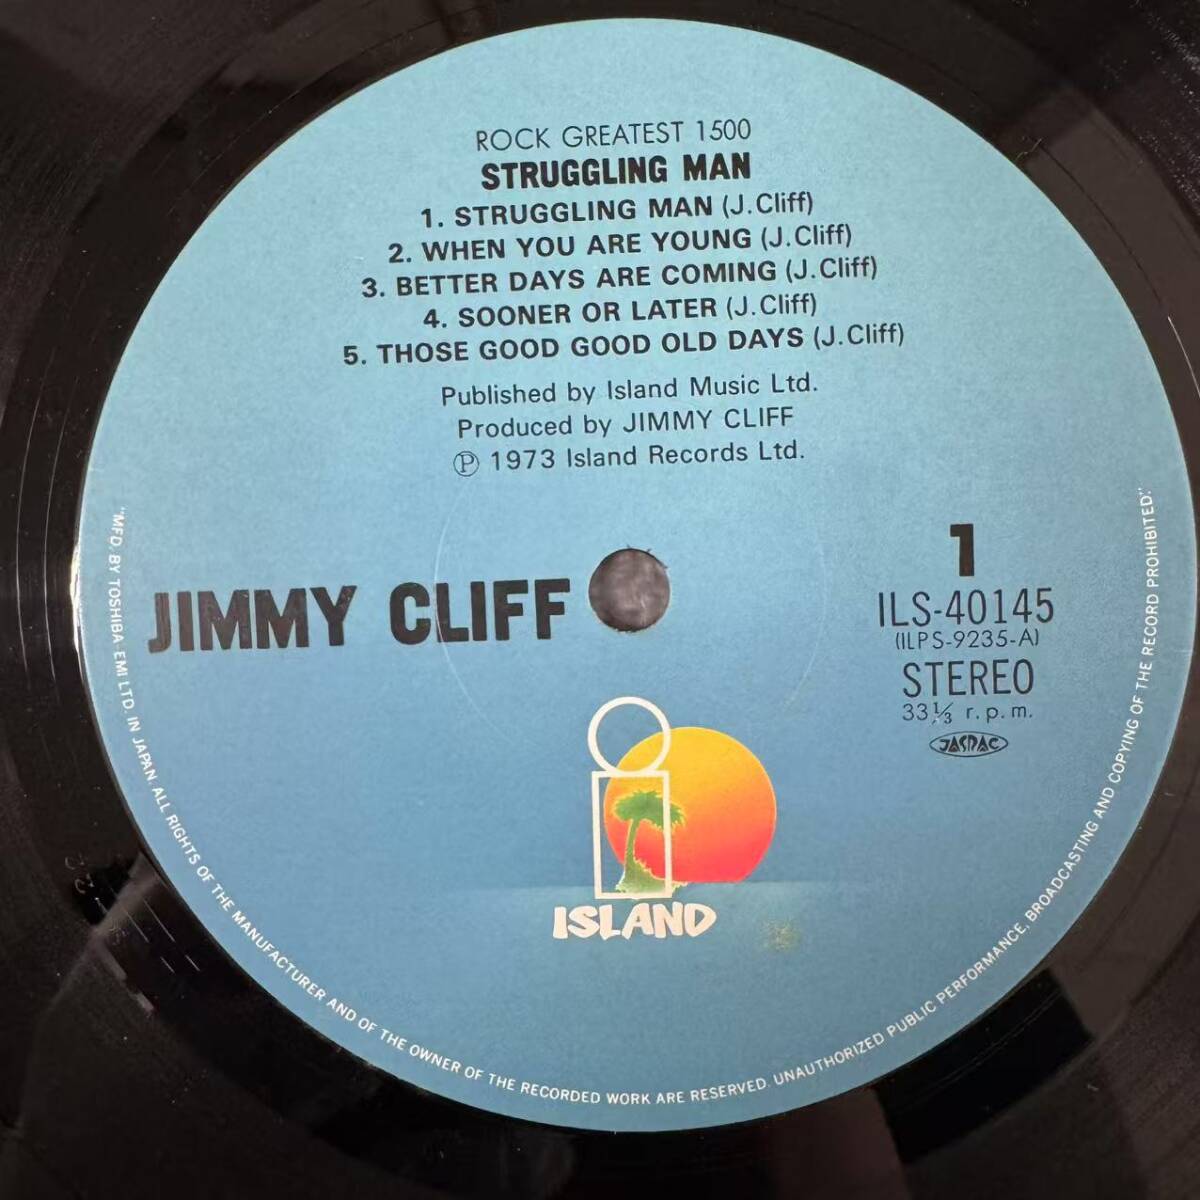 ROCK GREATEST 1500
STRUGGLING MAN
1. STRUGGLING MAN (J.Cliff)
2. WHEN YOU ARE YOUNG (J.Cliff)
3. BETTER DAYS ARE COMING (J.Cliff)
4. SOONER OR LATER (J.Cliff)
5. THOSE GOOD GOOD OLD DAYS (J.Cliff)
Published by Island Music Ltd.
Produced by JIMMY CLIFF
Ⓟ 1973 Island Records Ltd.
JIMMY CLIFF
1
ILS-40145
(ILPS-9235-A)
STEREO
33 1/3 r.p.m.
JASRAC
i
ISLAND
"MFD. BY TOSHIBA-EMI LTD. IN JAPAN. ALL RIGHTS OF THE MANUFACTURER AND OF THE OWNER OF THE RECORDED WORK ARE RESERVED. UNAUTHORIZED PUBLIC PERFORMANCE, BROADCASTING AND COPYING OF THE RECORD PROHIBITED."